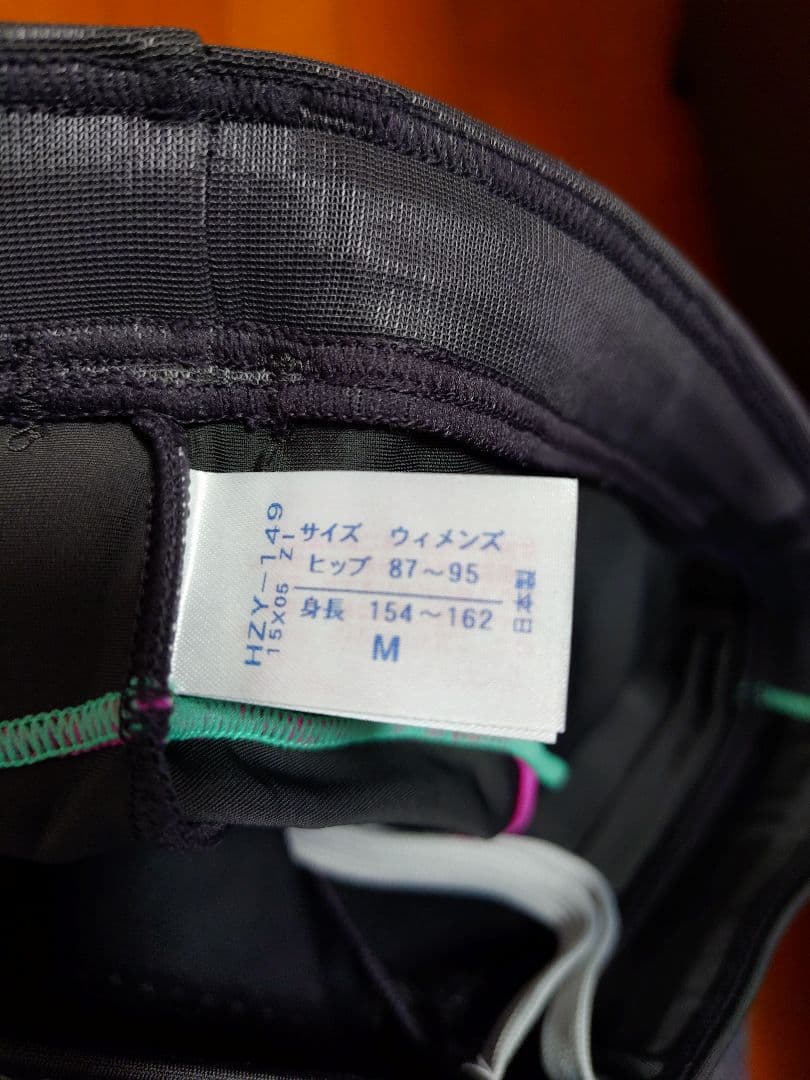 サイズ ウィメンズ
ヒップ 87～95
身長 154～162
M
日本製
HZY－149
15X05 Z1